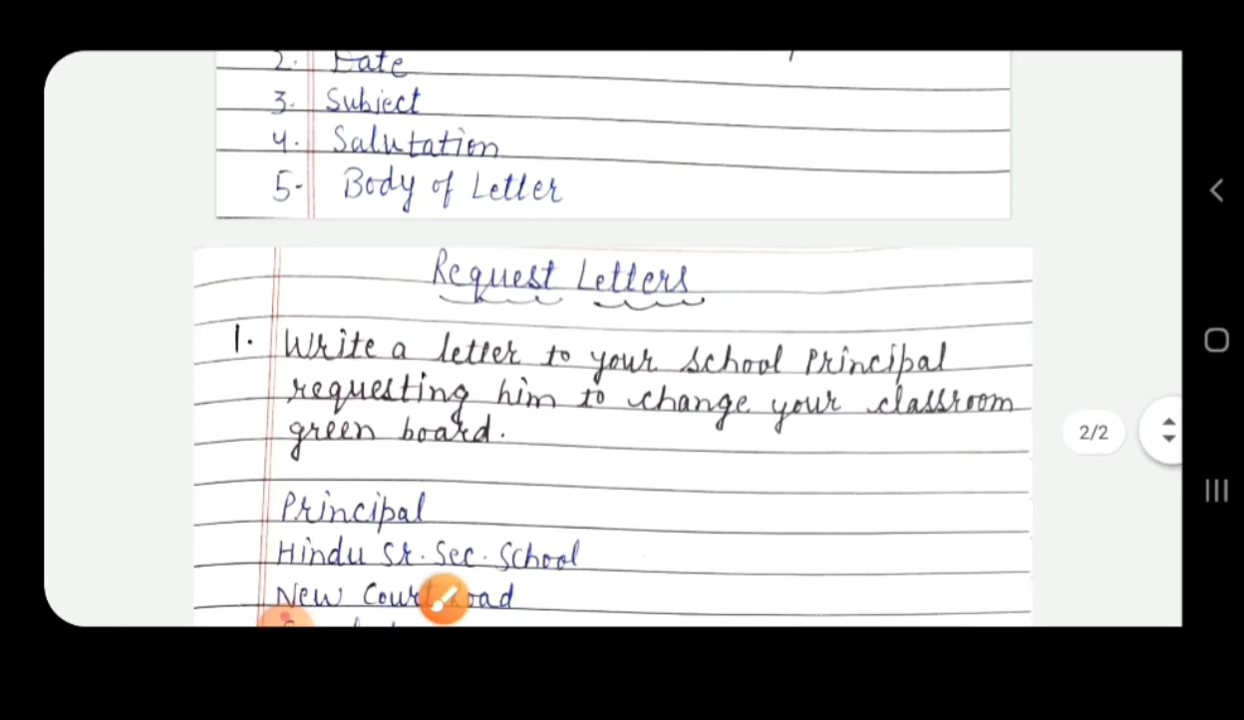 2. Date
3. Subject
4. Salutation
5- Body of Letter
Request Letters
1. Write a letter to your school Principal
requesting him to change your classroom
green board.
2/2
Principal
Hindu Sr. Sec. School
New Court Road